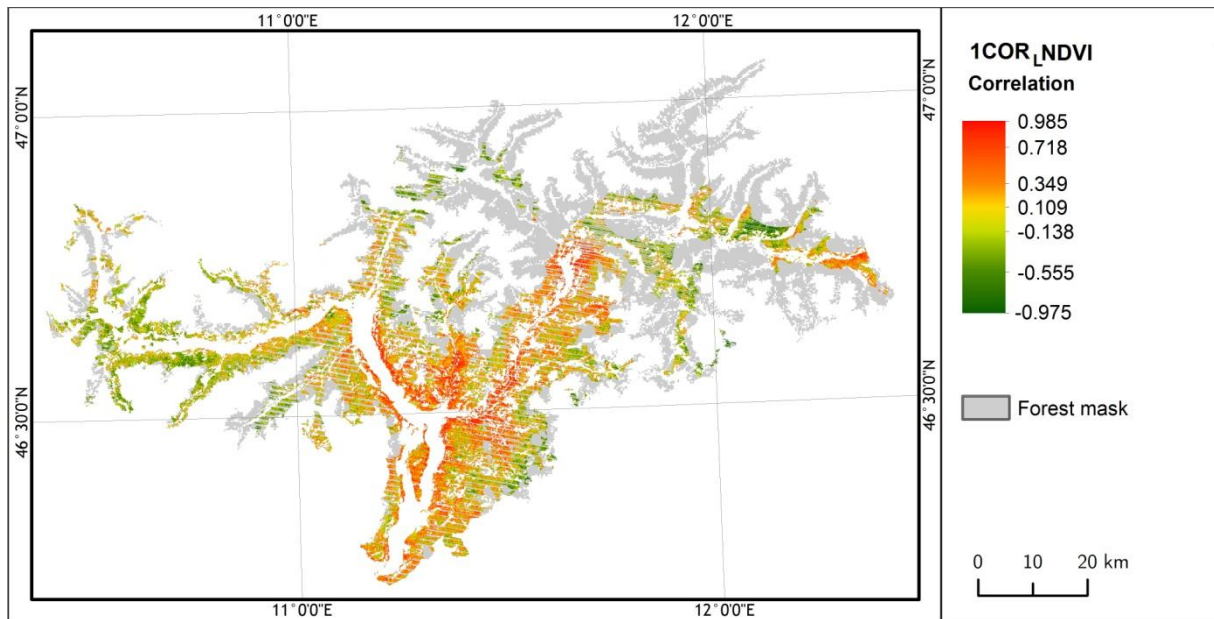 11°0'0"E
12°0'0"E
47°0'0"N
47°0'0"N
46°30'0"N
46°30'0"N
11°0'0"E
12°0'0"E
1COR_LNDVI
Correlation
0.985
0.718
0.349
0.109
-0.138
-0.555
-0.975
Forest mask
0 10 20 km